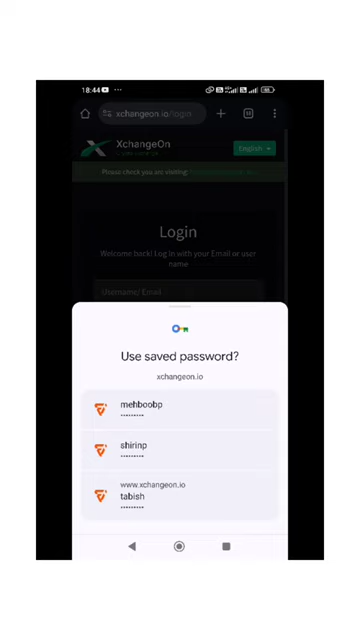 18:44
xchangeon.io/login
XchangeOn
English
Please check you are visiting:
Login
Welcome back! Log in with your Email or user
name
Username/ Email
Use saved password?
xchangeon.io
mehboobp
•••••••••
shirinp
•••••••••
www.xchangeon.io
tabish
•••••••••